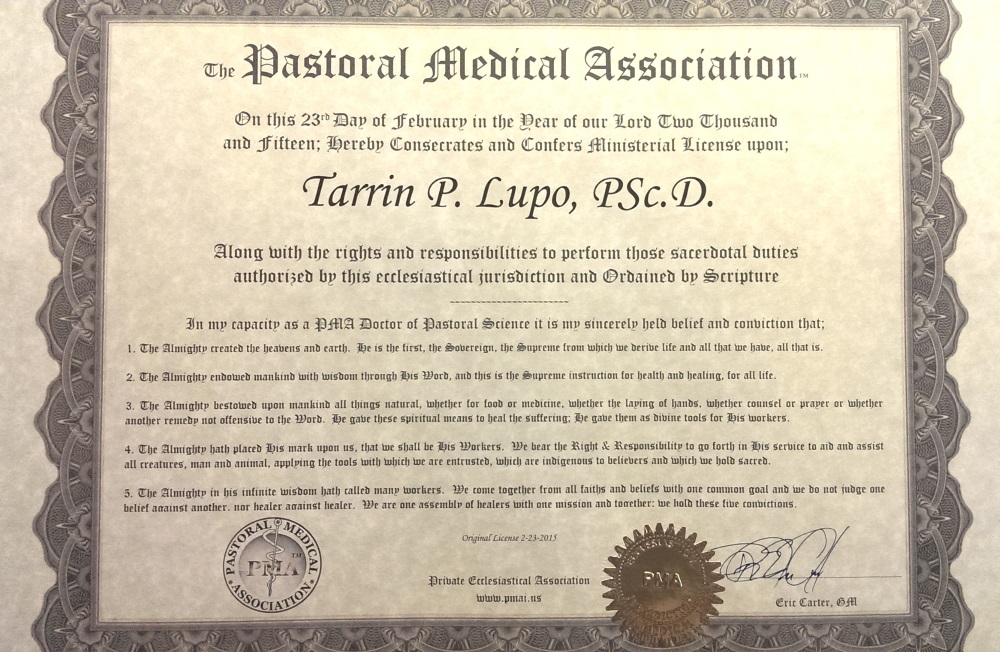 The Pastoral Medical Association™
On this 23rd Day of February in the Year of our Lord Two Thousand
and Fifteen; Hereby Consecrates and Confers Ministerial License upon;
Tarrin P. Lupo, PSc.D.
Along with the rights and responsibilities to perform those sacerdotal duties
authorized by this ecclesiastical jurisdiction and Ordained by Scripture
In my capacity as a PMA Doctor of Pastoral Science it is my sincerely held belief and conviction that;
1. The Almighty created the heavens and earth. He is the first, the Sovereign, the Supreme from which we derive life and all that we have, all that is.
2. The Almighty endowed mankind with wisdom through His Word, and this is the Supreme instruction for health and healing, for all life.
3. The Almighty bestowed upon mankind all things natural, whether for food or medicine, whether the laying of hands, whether counsel or prayer or whether
another remedy not offensive to the Word. He gave these spiritual means to heal the suffering; He gave them as divine tools for His workers.
4. The Almighty hath placed His mark upon us, that we shall be His Workers. We bear the Right & Responsibility to go forth in His service to aid and assist
all creatures, man and animal, applying the tools with which we are entrusted, which are indigenous to believers and which we hold sacred.
5. The Almighty in his infinite wisdom hath called many workers. We come together from all faiths and beliefs with one common goal and we do not judge one
belief against another, nor healer against healer. We are one assembly of healers with one mission and together; we hold these five convictions.
PASTORAL MEDICAL
PMA™
ASSOCIATION
Original License 2-23-2015
Private Ecclesiastical Association
www.pmai.us
PMA
Eric Carter, GM